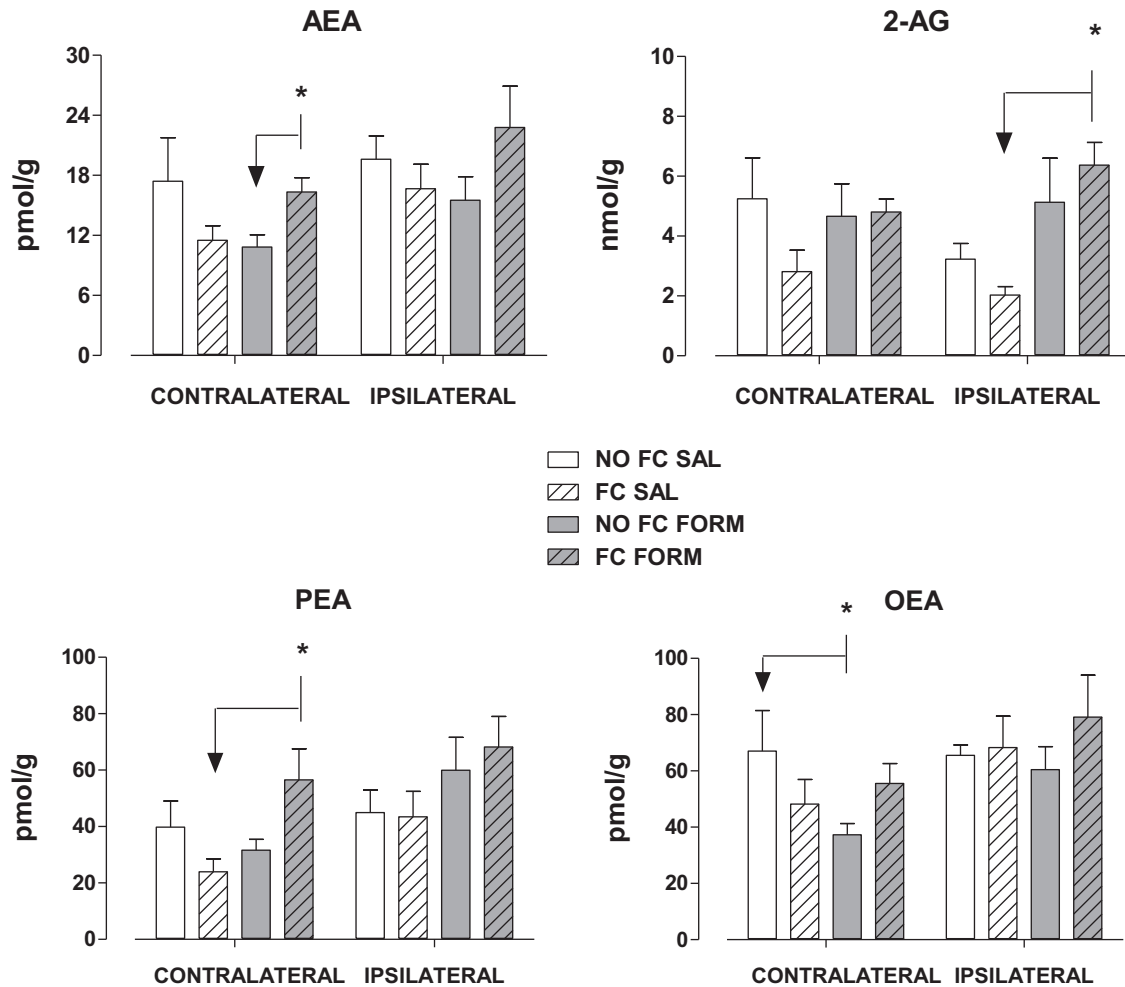 AEA
30
24
18
12
6
0
pmol/g
*
CONTRALATERAL IPSILATERAL
2-AG
10
8
6
4
2
0
nmol/g
*
CONTRALATERAL IPSILATERAL
NO FC SAL
FC SAL
NO FC FORM
FC FORM
PEA
100
80
60
40
20
0
pmol/g
*
CONTRALATERAL IPSILATERAL
OEA
100
80
60
40
20
0
pmol/g
*
CONTRALATERAL IPSILATERAL